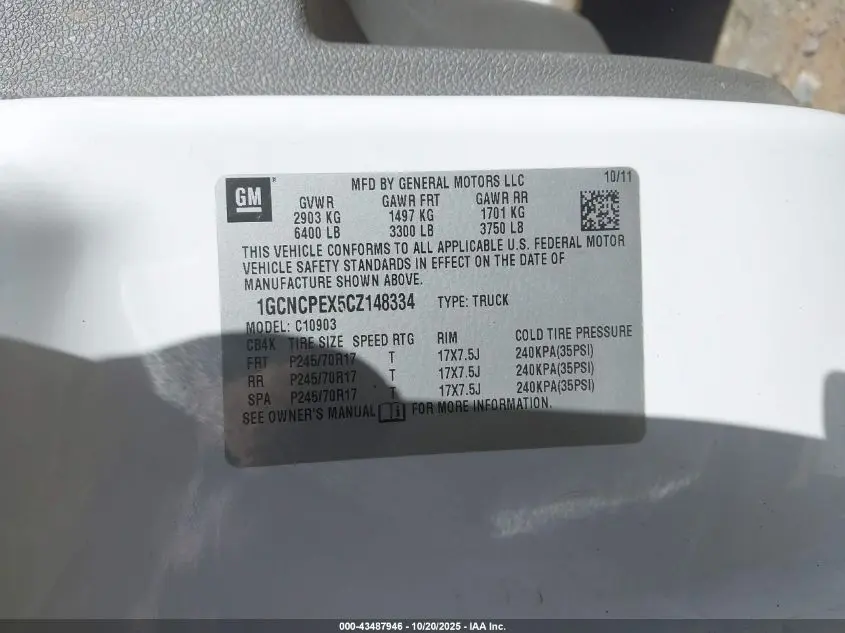 GM
MFD BY GENERAL MOTORS LLC 10/11
GVWR GAWR FRT GAWR RR
2903 KG 1497 KG 1701 KG
6400 LB 3300 LB 3750 LB
THIS VEHICLE CONFORMS TO ALL APPLICABLE U.S. FEDERAL MOTOR
VEHICLE SAFETY STANDARDS IN EFFECT ON THE DATE OF
MANUFACTURE SHOWN ABOVE.
1GCNCPEX5CZ148334 TYPE: TRUCK
MODEL: C10903
CB4K TIRE SIZE SPEED RTG RIM COLD TIRE PRESSURE
FRT P245/70R17 T 17X7.5J 240KPA(35PSI)
RR P245/70R17 T 17X7.5J 240KPA(35PSI)
SPA P245/70R17 T 17X7.5J 240KPA(35PSI)
SEE OWNER'S MANUAL FOR MORE INFORMATION.
000-43487946 | 10/20/2025 - IAA Inc.